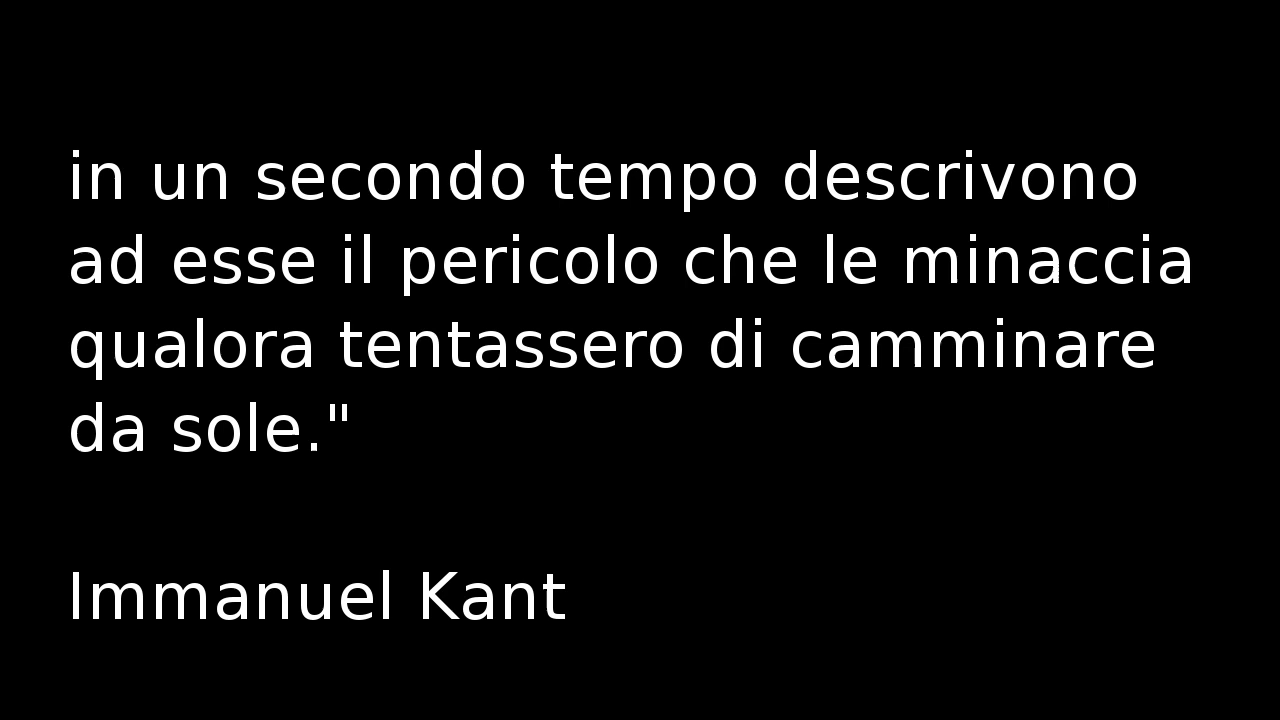 in un secondo tempo descrivono
ad esse il pericolo che le minaccia
qualora tentassero di camminare
da sole."
Immanuel Kant